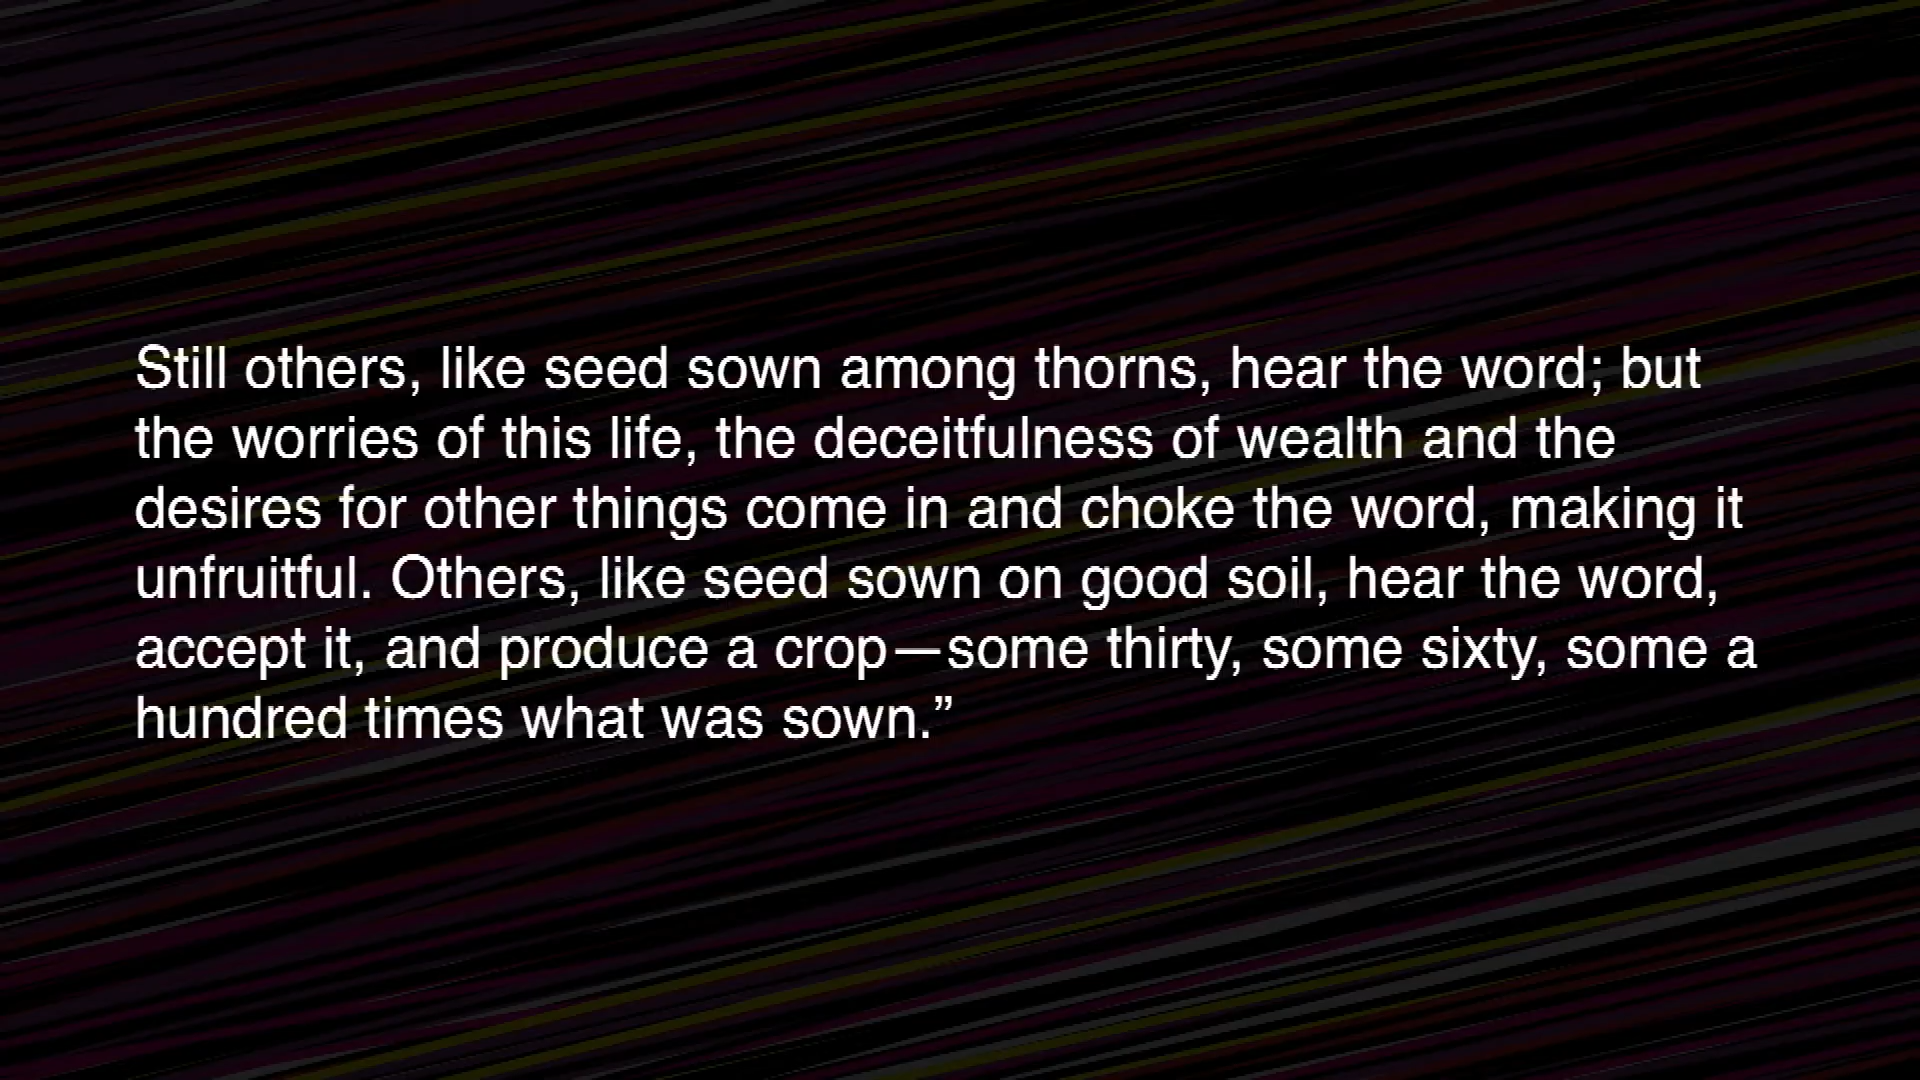 Still others, like seed sown among thorns, hear the word; but
the worries of this life, the deceitfulness of wealth and the
desires for other things come in and choke the word, making it
unfruitful. Others, like seed sown on good soil, hear the word,
accept it, and produce a crop—some thirty, some sixty, some a
hundred times what was sown.”